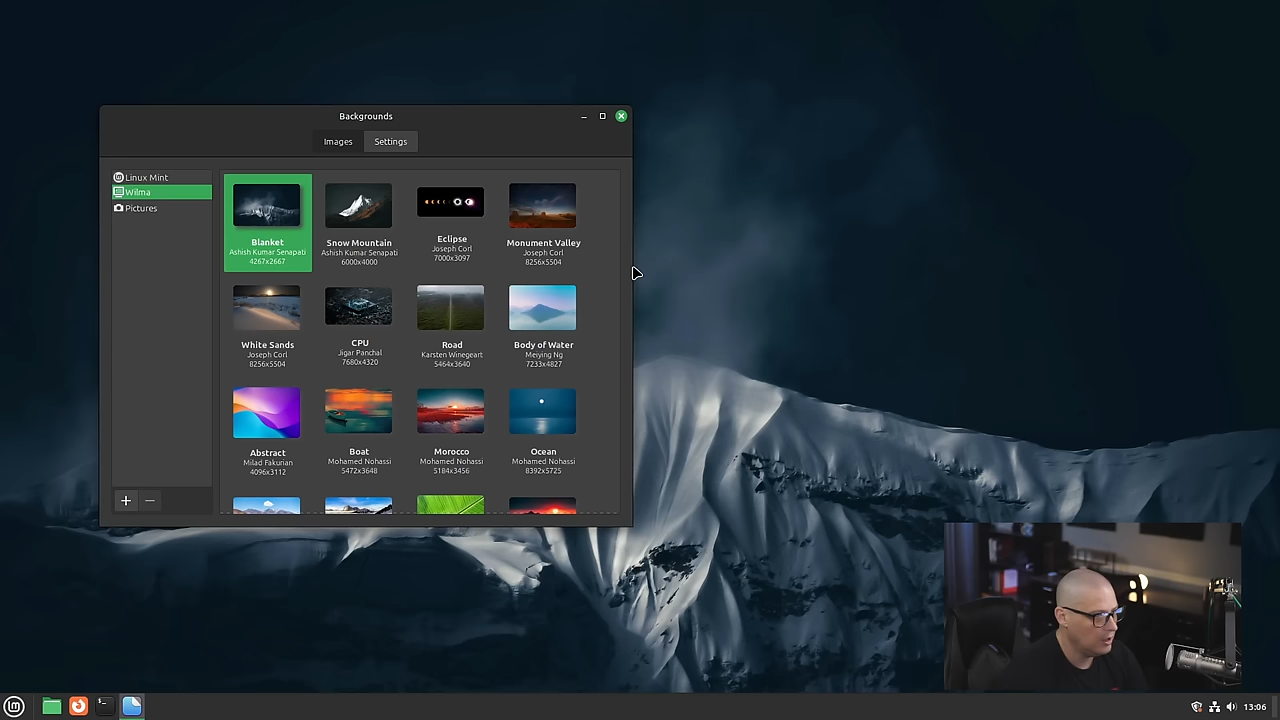 Backgrounds
Images
Settings
Linux Mint
Wilma
Pictures
Blanket
Ashish Kumar Senapati
4267x2667
Snow Mountain
Ashish Kumar Senapati
6000x4000
Eclipse
Joseph Corl
7000x3097
Monument Valley
Joseph Corl
8256x5504
White Sands
Joseph Corl
8256x5504
CPU
Jigar Panchal
7680x4320
Road
Karsten Winegeart
5464x3640
Body of Water
Meiying Ng
7233x4827
Abstract
Milad Fakurian
4096x3112
Boat
Mohamed Nohassi
5472x3648
Morocco
Mohamed Nohassi
5184x3456
Ocean
Mohamed Nohassi
8392x5725
13:06